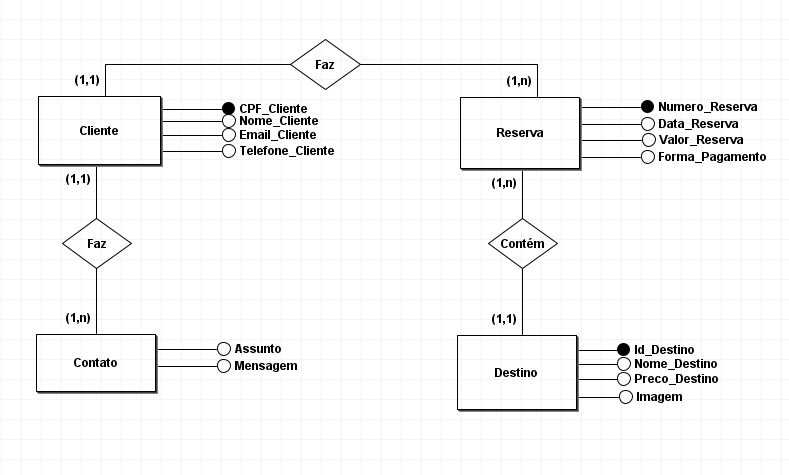 Faz
(1,1)
(1,n)
Cliente
CPF_Cliente
Nome_Cliente
Email_Cliente
Telefone_Cliente
Reserva
Numero_Reserva
Data_Reserva
Valor_Reserva
Forma_Pagamento
(1,1)
(1,n)
Faz
Contém
(1,n)
(1,1)
Contato
Assunto
Mensagem
Destino
Id_Destino
Nome_Destino
Preco_Destino
Imagem